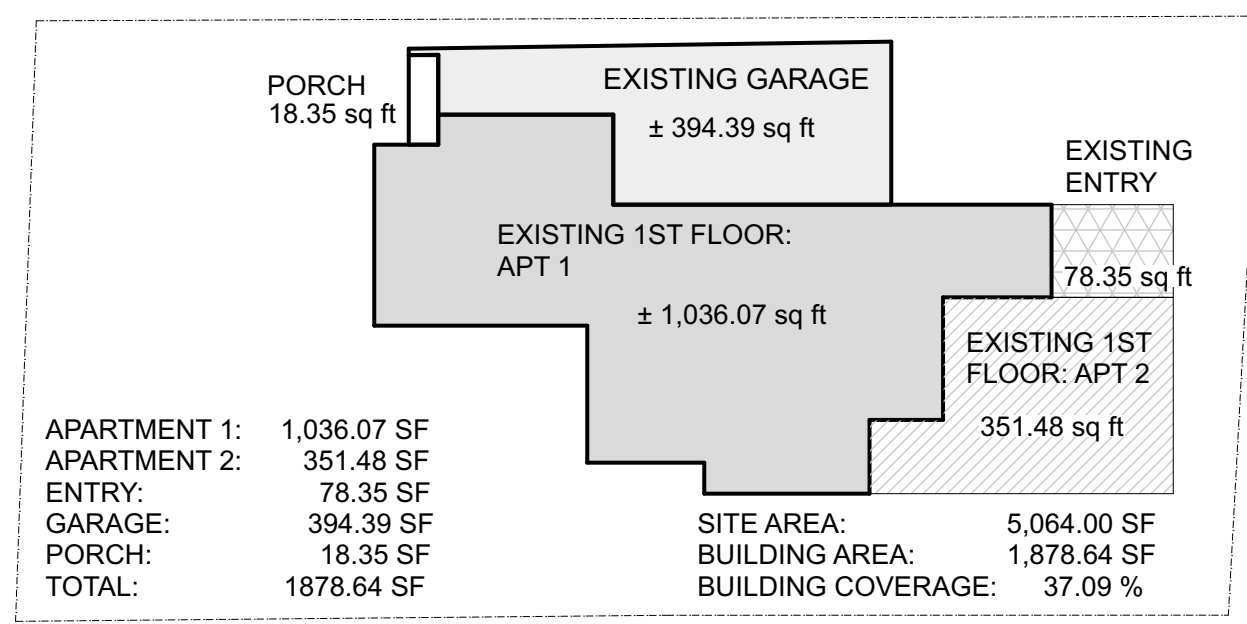 PORCH
18.35 sq ft
EXISTING GARAGE
± 394.39 sq ft
EXISTING
ENTRY
78.35 sq ft
EXISTING 1ST FLOOR:
APT 1
± 1,036.07 sq ft
EXISTING 1ST
FLOOR: APT 2
351.48 sq ft
APARTMENT 1: 1,036.07 SF
APARTMENT 2: 351.48 SF
ENTRY: 78.35 SF
GARAGE: 394.39 SF
PORCH: 18.35 SF
TOTAL: 1878.64 SF
SITE AREA: 5,064.00 SF
BUILDING AREA: 1,878.64 SF
BUILDING COVERAGE: 37.09 %